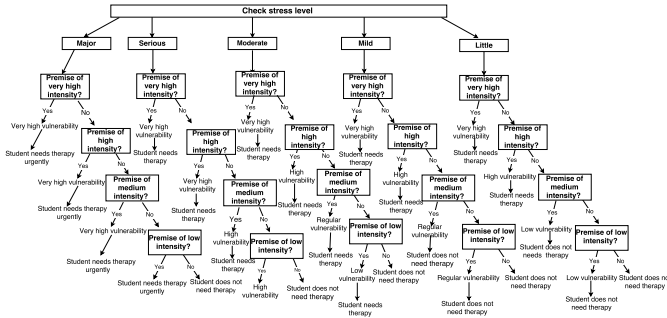 Check stress level
Major
Serious
Moderate
Mild
Little
Premise of
very high
intensity?
Yes
No
Very high vulnerability
Student needs therapy
urgently
Premise of
high
intensity?
Yes
No
Very high vulnerability
Student needs therapy
urgently
Premise of
medium
intensity?
Yes
No
Very high vulnerability
Student needs therapy
urgently
Premise of low
intensity?
Yes
No
Student needs therapy
urgently
Student does not
need therapy
Premise of
very high
intensity?
Yes
No
Very high
vulnerability
Student needs
therapy
Premise of
high
intensity?
Yes
No
Very high
vulnerability
Student needs
therapy
Premise of
medium
intensity?
Yes
No
High
vulnerability
Student needs
therapy
Premise of low
intensity?
Yes
No
High
vulnerability
Student does not
need therapy
Premise of
very high
intensity?
Yes
No
Very high
vulnerability
Student needs
therapy
Premise of
high
intensity?
Yes
No
High
vulnerability
Student needs
therapy
Premise of
medium
intensity?
Yes
No
Regular
vulnerability
Student needs
therapy
Premise of low
intensity?
Yes
No
Low
vulnerability
Student needs
therapy
Student does not
need therapy
Premise of
very high
intensity?
Yes
No
Very high
vulnerability
Student needs
therapy
Premise of
high
intensity?
Yes
No
High
vulnerability
Student needs
therapy
Premise of
medium
intensity?
Yes
No
Regular
vulnerability
Student needs
therapy
Premise of low
intensity?
Yes
No
Regular vulnerability
Student does not
need therapy
Student does not
need therapy
Premise of
very high
intensity?
Yes
No
Very high
vulnerability
Student needs
therapy
Premise of
high
intensity?
Yes
No
High vulnerability
Student needs
therapy
Premise of
medium
intensity?
Yes
No
Low vulnerability
Student does not
needs therapy
Premise of low
intensity?
Yes
No
Low vulnerability
Student does not
need therapy
Student does not
need therapy